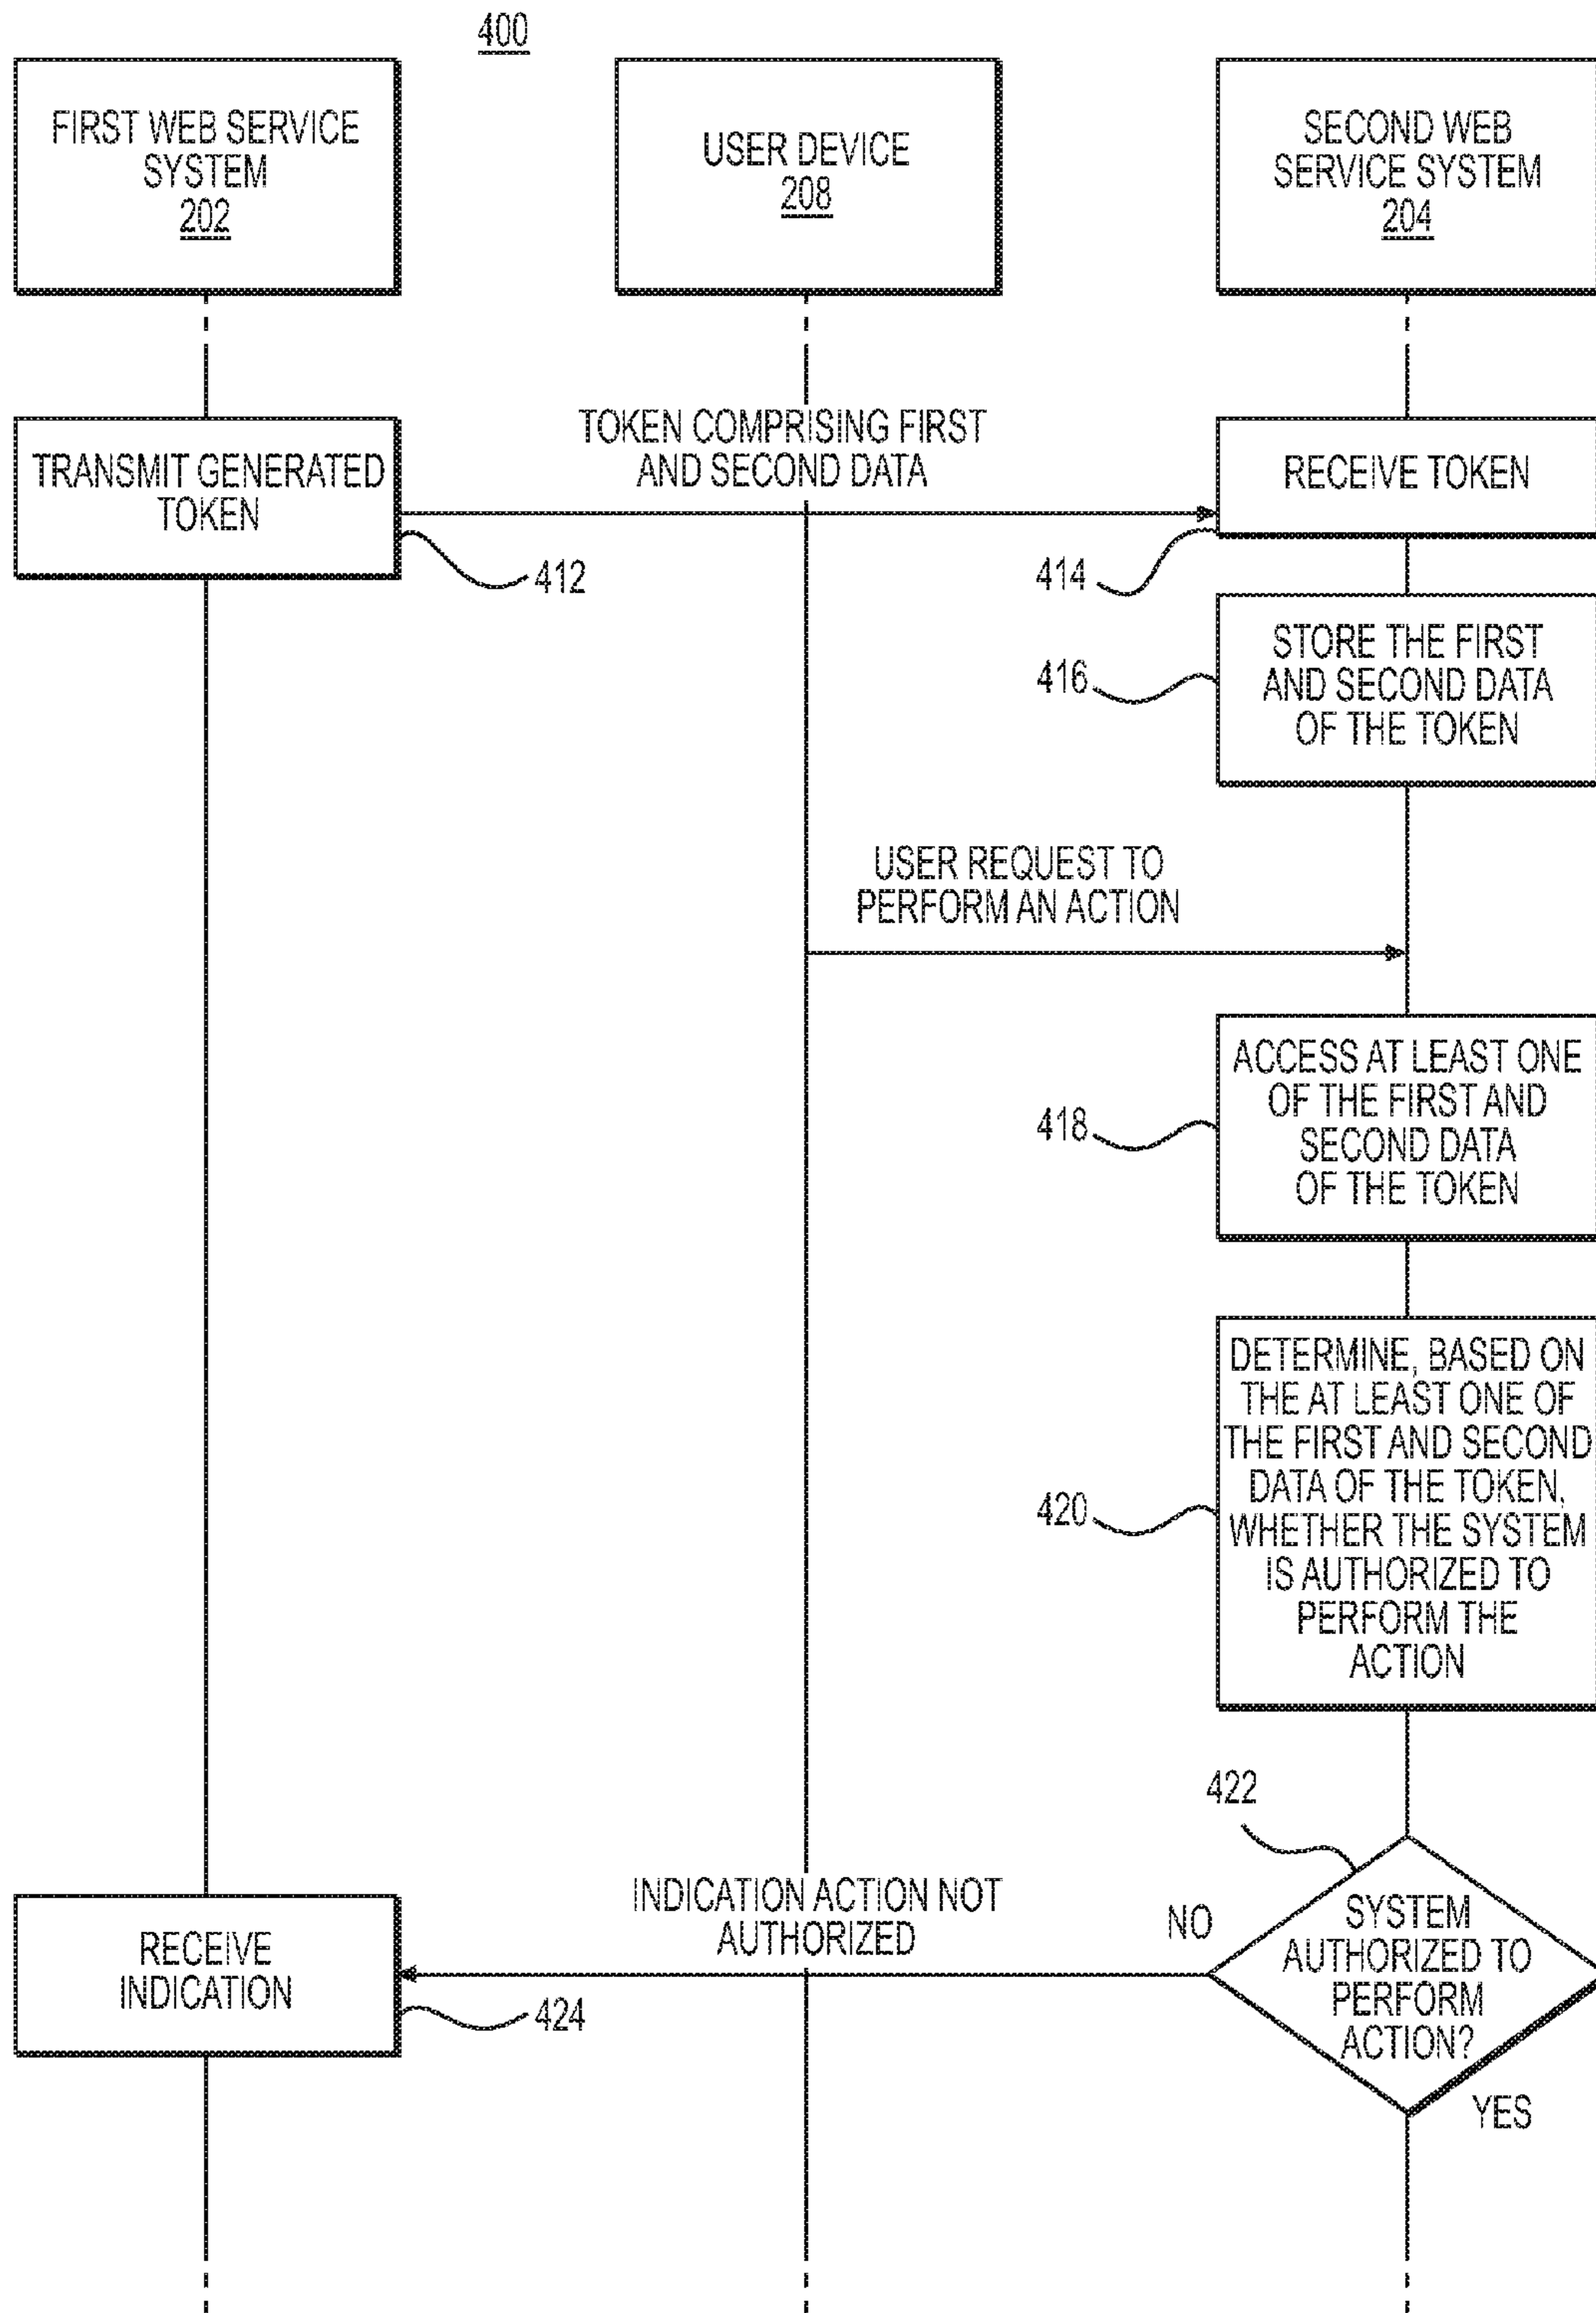 400
FIRST WEB SERVICE
SYSTEM
202
USER DEVICE
208
SECOND WEB
SERVICE SYSTEM
204
TRANSMIT GENERATED
TOKEN
412
TOKEN COMPRISING FIRST
AND SECOND DATA
RECEIVE TOKEN
414
STORE THE FIRST
AND SECOND DATA
OF THE TOKEN
416
USER REQUEST TO
PERFORM AN ACTION
ACCESS AT LEAST ONE
OF THE FIRST AND
SECOND DATA
OF THE TOKEN
418
DETERMINE, BASED ON
THE AT LEAST ONE OF
THE FIRST AND SECOND
DATA OF THE TOKEN,
WHETHER THE SYSTEM
IS AUTHORIZED TO
PERFORM THE
ACTION
420
422
SYSTEM
AUTHORIZED TO
PERFORM
ACTION?
NO
YES
INDICATION ACTION NOT
AUTHORIZED
RECEIVE
INDICATION
424